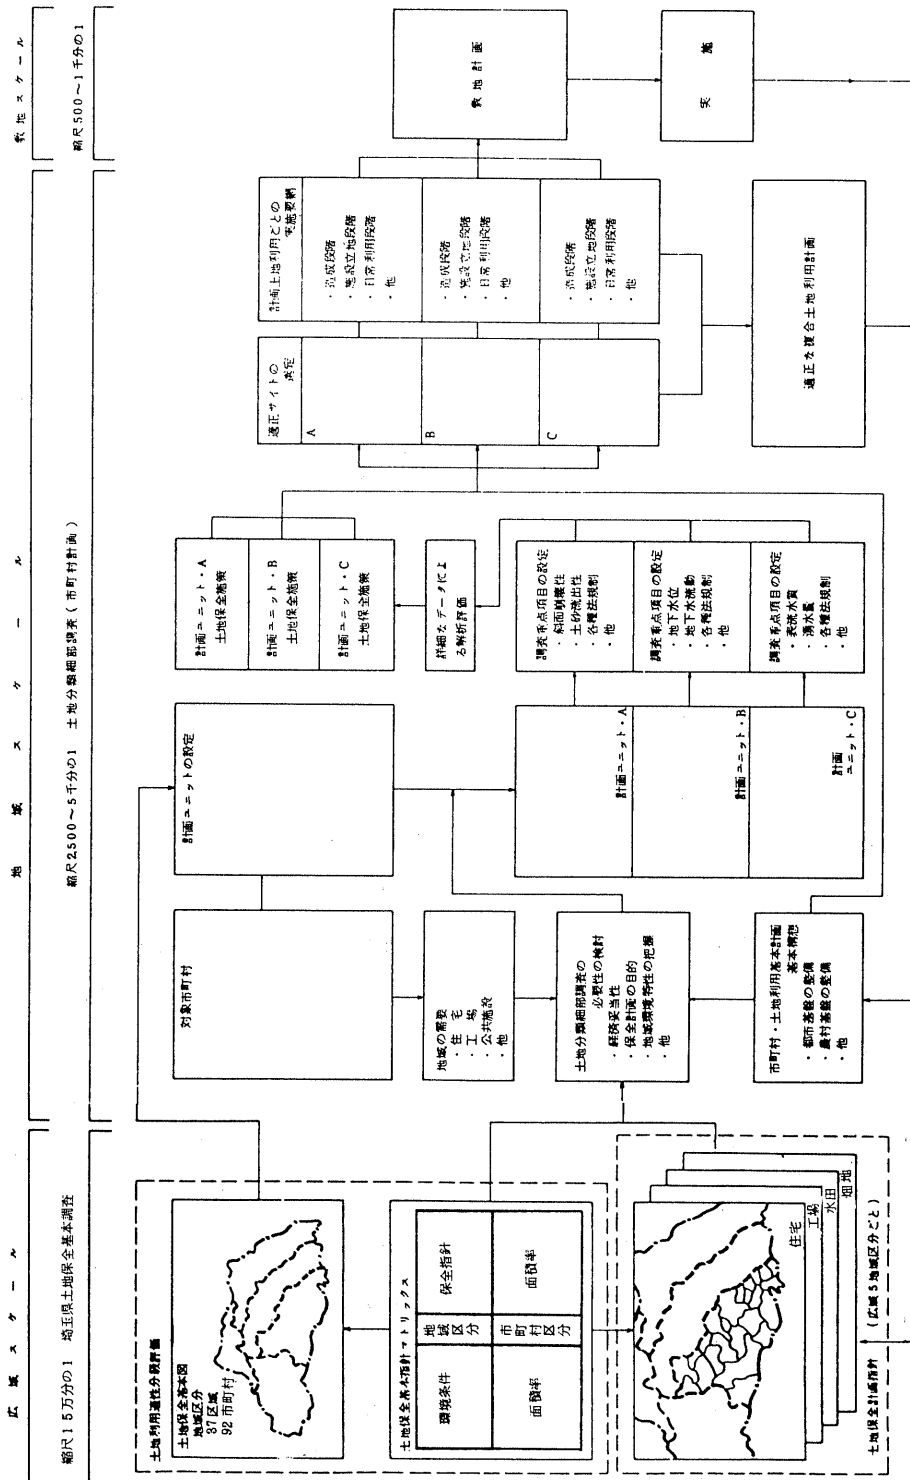 広域スケール
縮尺15万分の1　埼玉県土地保全基本調査
地域スケール
縮尺2,500～5千分の1　土地分類細部調査（市町村計画）
敷地スケール
縮尺500～1千分の1
土地利用適性分級評価
土地保全基本図
地域区分
37区域
92市町村
土地保全基本指針マトリックス
環境条件
地域区分
保全指針
面積率
市町村区分
面積率
住宅
工場
水田
畑地
土地保全計画指針　（広域5地域区分ごと）
対象市町村
地域の需要
・住宅
・工場
・公共施設
・他
土地分類細部調査の
必要性の検討
・経済妥当性
・保全計画の目的
・地域環境特性の把握
・他
市町村・土地利用基本計画
基本構想
・都市基盤の整備
・農村基盤の整備
・他
計画ユニットの設定
計画ユニット・A
計画ユニット・B
計画
ユニット・C
調査重点項目の設定
・斜面崩壊性
・土砂流出性
・各種法規制
・他
調査重点項目の設定
・地下水位
・地下水流動
・各種法規制
・他
調査重点項目の設定
・表流水質
・湧水量
・各種法規制
・他
詳細なデータによ
る解析評価
計画ユニット・A
土地保全施策
計画ユニット・B
土地保全施策
計画ユニット・C
土地保全施策
適正サイトの
選定
A
B
C
計画土地利用ごとの
実施要綱
・造成段階
・施設立地段階
・日常利用段階
・他
・造成段階
・施設立地段階
・日常利用段階
・他
・造成段階
・施設立地段階
・日常利用段階
・他
適正な複合土地利用計画
敷地計画
実施